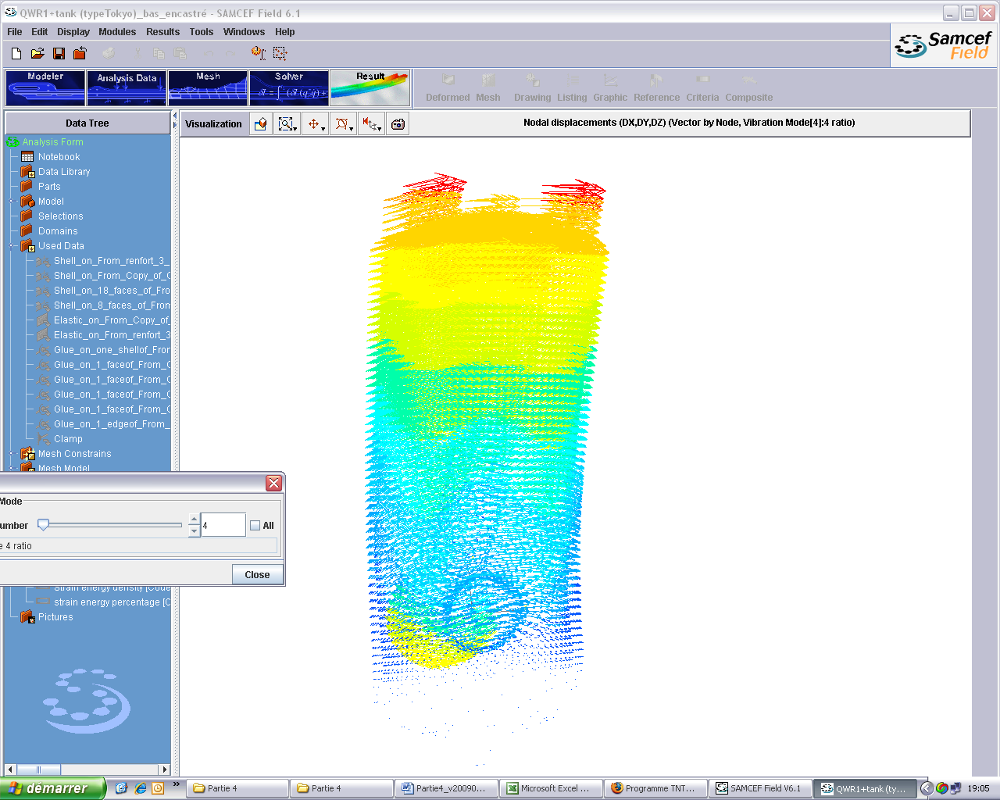 QWR1+tank (typeTokyo)_bas_encastré - SAMCEF Field 6.1
File Edit Display Modules Results Tools Windows Help
Samcef Field
Modeler Analysis Data Mesh Solver Result
Deformed Mesh Drawing Listing Graphic Reference Criteria Composite
Data Tree
Visualization
Nodal displacements (DX,DY,DZ) (Vector by Node, Vibration Mode[4]:4 ratio)
Analysis Form
Notebook
Data Library
Parts
Model
Selections
Domains
Used Data
Shell_on_From_renfort_3_
Shell_on_From_Copy_of_C
Shell_on_18_faces_of_Fro
Shell_on_8_faces_of_From
Elastic_on_From_Copy_of_
Elastic_on_From_renfort_3
Glue_on_one_shellof_Fron
Glue_on_1_faceof_From_C
Glue_on_1_faceof_From_C
Glue_on_1_faceof_From_C
Glue_on_1_faceof_From_C
Glue_on_1_edgeof_From_
Clamp
Mesh Constrains
Mesh Model
Mode
umber 4 All
e 4 ratio
Close
Strain energy density [Code
strain energy percentage [C
Pictures
démarrer
Partie 4
Partie 4
Partie4_v20090...
Microsoft Excel ...
Programme TNT...
SAMCEF Field V6.1
QWR1+tank (ty...
19:05